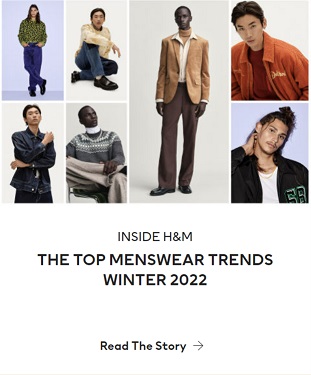 INSIDE H&M
THE TOP MENSWEAR TRENDS
WINTER 2022
Read The Story →